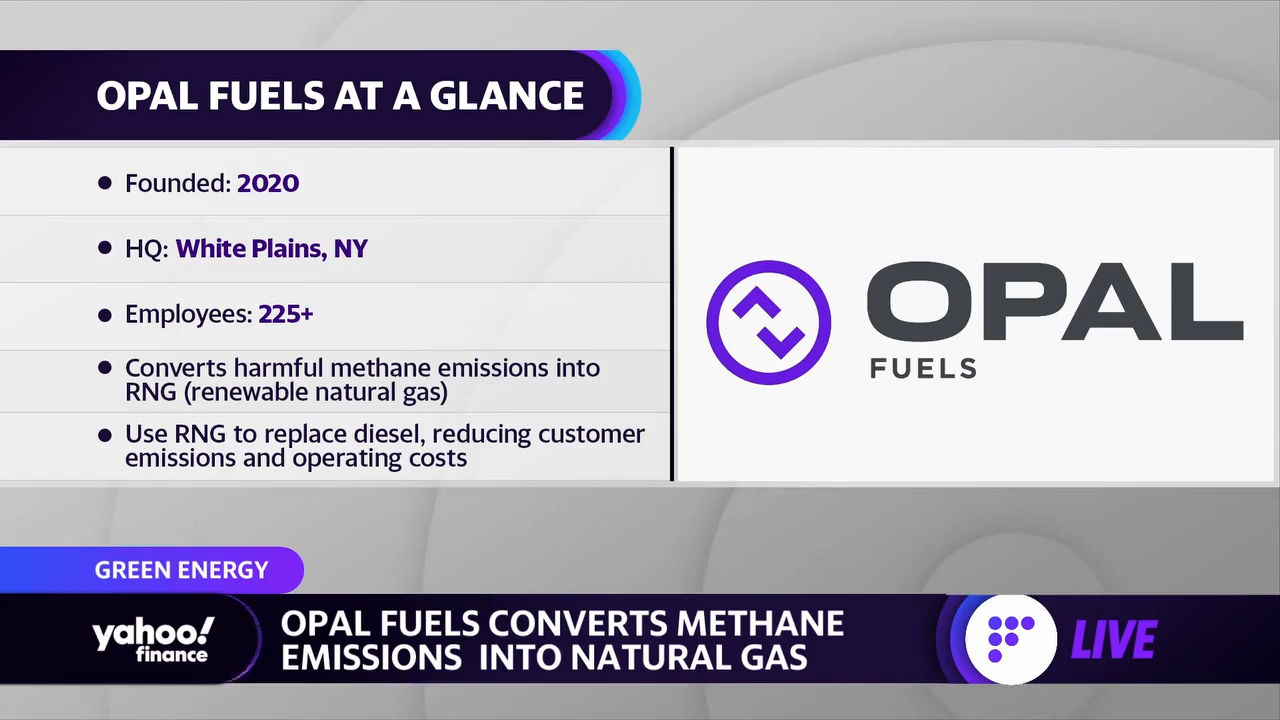 OPAL FUELS AT A GLANCE
Founded: 2020
HQ: White Plains, NY
Employees: 225+
Converts harmful methane emissions into
RNG (renewable natural gas)
Use RNG to replace diesel, reducing customer
emissions and operating costs
OPAL
FUELS
GREEN ENERGY
yahoo!
finance
OPAL FUELS CONVERTS METHANE
EMISSIONS INTO NATURAL GAS
LIVE